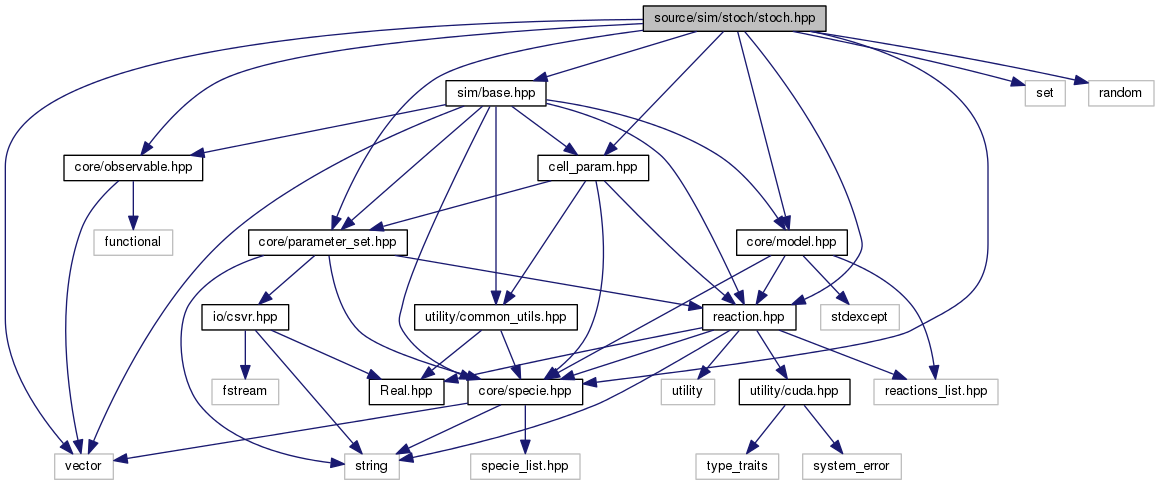 source/sim/stoch/stoch.hpp
sim/base.hpp
set
random
core/observable.hpp
cell_param.hpp
functional
core/parameter_set.hpp
core/model.hpp
io/csvr.hpp
utility/common_utils.hpp
reaction.hpp
stdexcept
fstream
Real.hpp
core/specie.hpp
utility
utility/cuda.hpp
reactions_list.hpp
vector
string
specie_list.hpp
type_traits
system_error